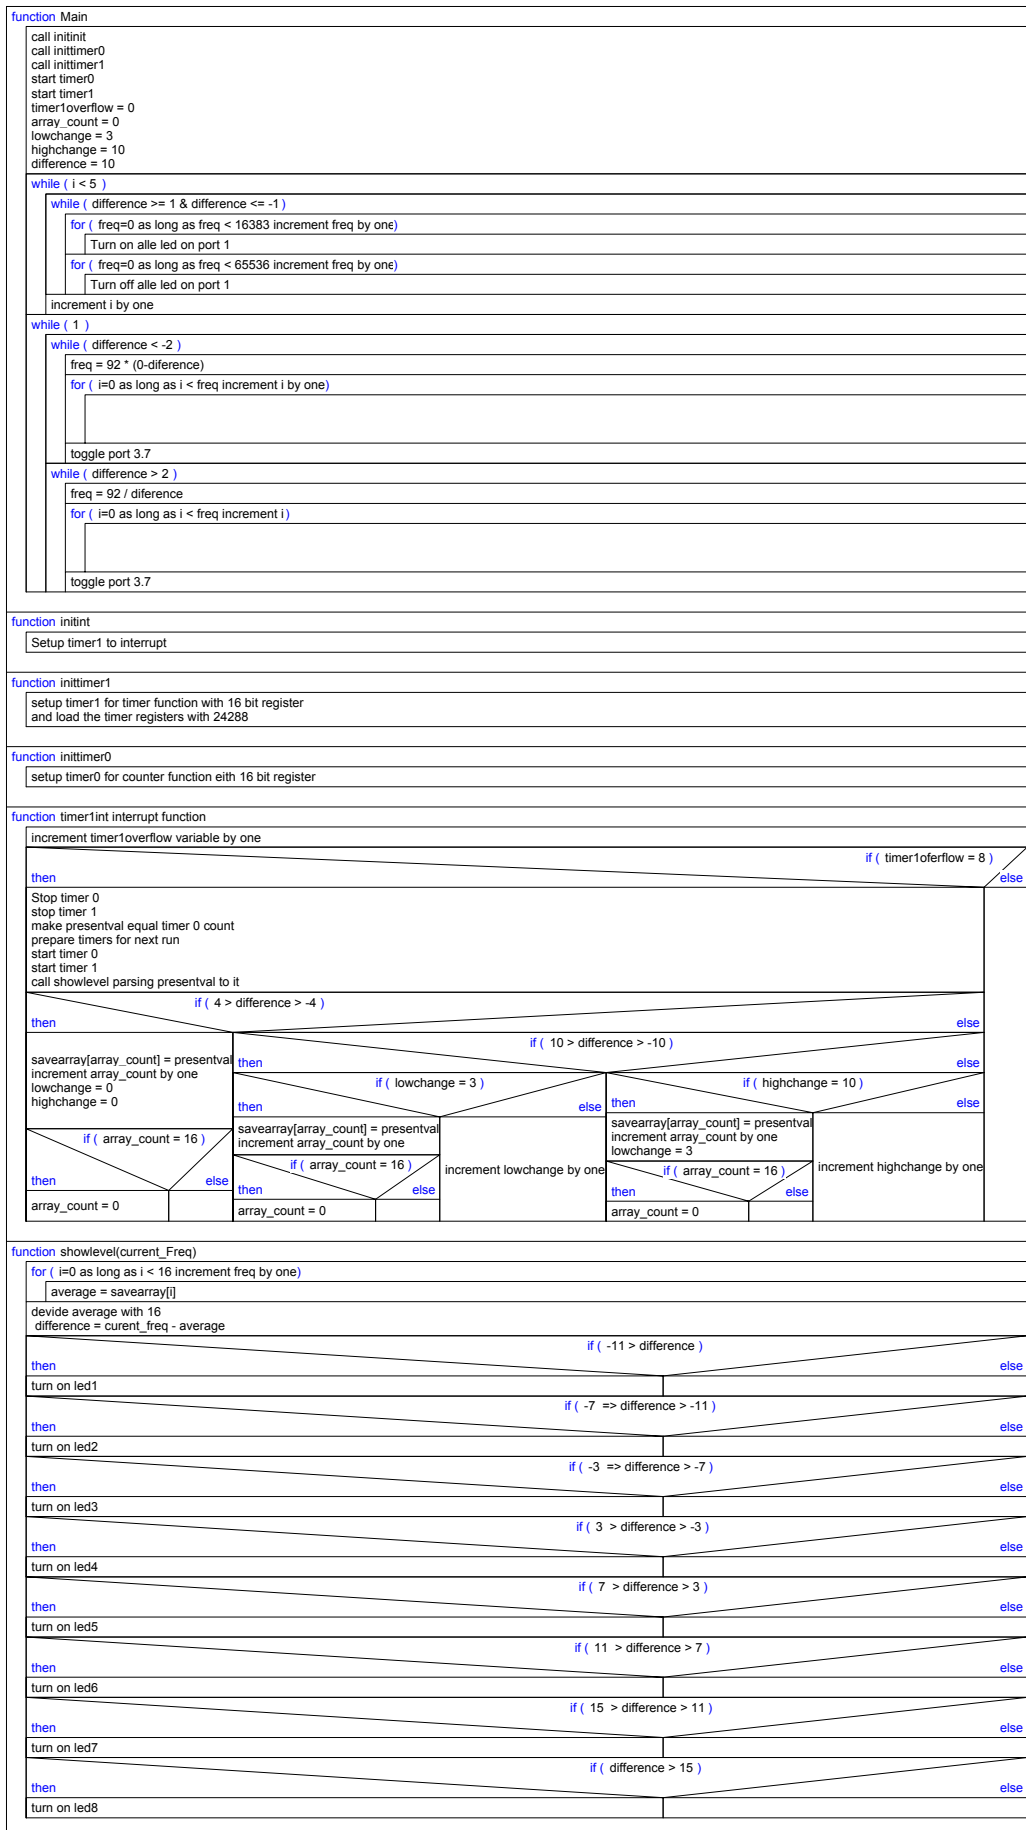 function Main
call initinit
call inittimer0
call inittimer1
start timer0
start timer1
timer1overflow = 0
array_count = 0
lowchange = 3
highchange = 10
difference = 10
while ( i < 5 )
while ( difference >= 1 & difference <= -1 )
for ( freq=0 as long as freq < 16383 increment freq by one)
Turn on alle led on port 1
for ( freq=0 as long as freq < 65536 increment freq by one)
Turn off alle led on port 1
increment i by one
while ( 1 )
while ( difference < -2 )
freq = 92 * (0-diference)
for ( i=0 as long as i < freq increment i by one)
toggle port 3.7
while ( difference > 2 )
freq = 92 / diference
for ( i=0 as long as i < freq increment i )
toggle port 3.7
function initint
Setup timer1 to interrupt
function inittimer1
setup timer1 for timer function with 16 bit register
and load the timer registers with 24288
function inittimer0
setup timer0 for counter function eith 16 bit register
function timer1int interrupt function
increment timer1overflow variable by one
if ( timer1oferflow = 8 )
then else
Stop timer 0
stop timer 1
make presentval equal timer 0 count
prepare timers for next run
start timer 0
start timer 1
call showlevel parsing presentval to it
if ( 4 > difference > -4 )
then else
savearray[array_count] = presentval
increment array_count by one
lowchange = 0
highchange = 0
if ( array_count = 16 )
then else
array_count = 0
if ( 10 > difference > -10 )
then else
if ( lowchange = 3 )
then else
savearray[array_count] = presentval
increment array_count by one
if ( array_count = 16 )
then else
array_count = 0
increment lowchange by one
if ( highchange = 10 )
then else
savearray[array_count] = presentval
increment array_count by one
lowchange = 3
if ( array_count = 16 )
then else
array_count = 0
increment highchange by one
function showlevel(current_Freq)
for ( i=0 as long as i < 16 increment freq by one)
average = savearray[i]
devide average with 16
difference = curent_freq - average
if ( -11 > difference )
then else
turn on led1
if ( -7 => difference > -11 )
then else
turn on led2
if ( -3 => difference > -7 )
then else
turn on led3
if ( 3 > difference > -3 )
then else
turn on led4
if ( 7 > difference > 3 )
then else
turn on led5
if ( 11 > difference > 7 )
then else
turn on led6
if ( 15 > difference > 11 )
then else
turn on led7
if ( difference > 15 )
then else
turn on led8